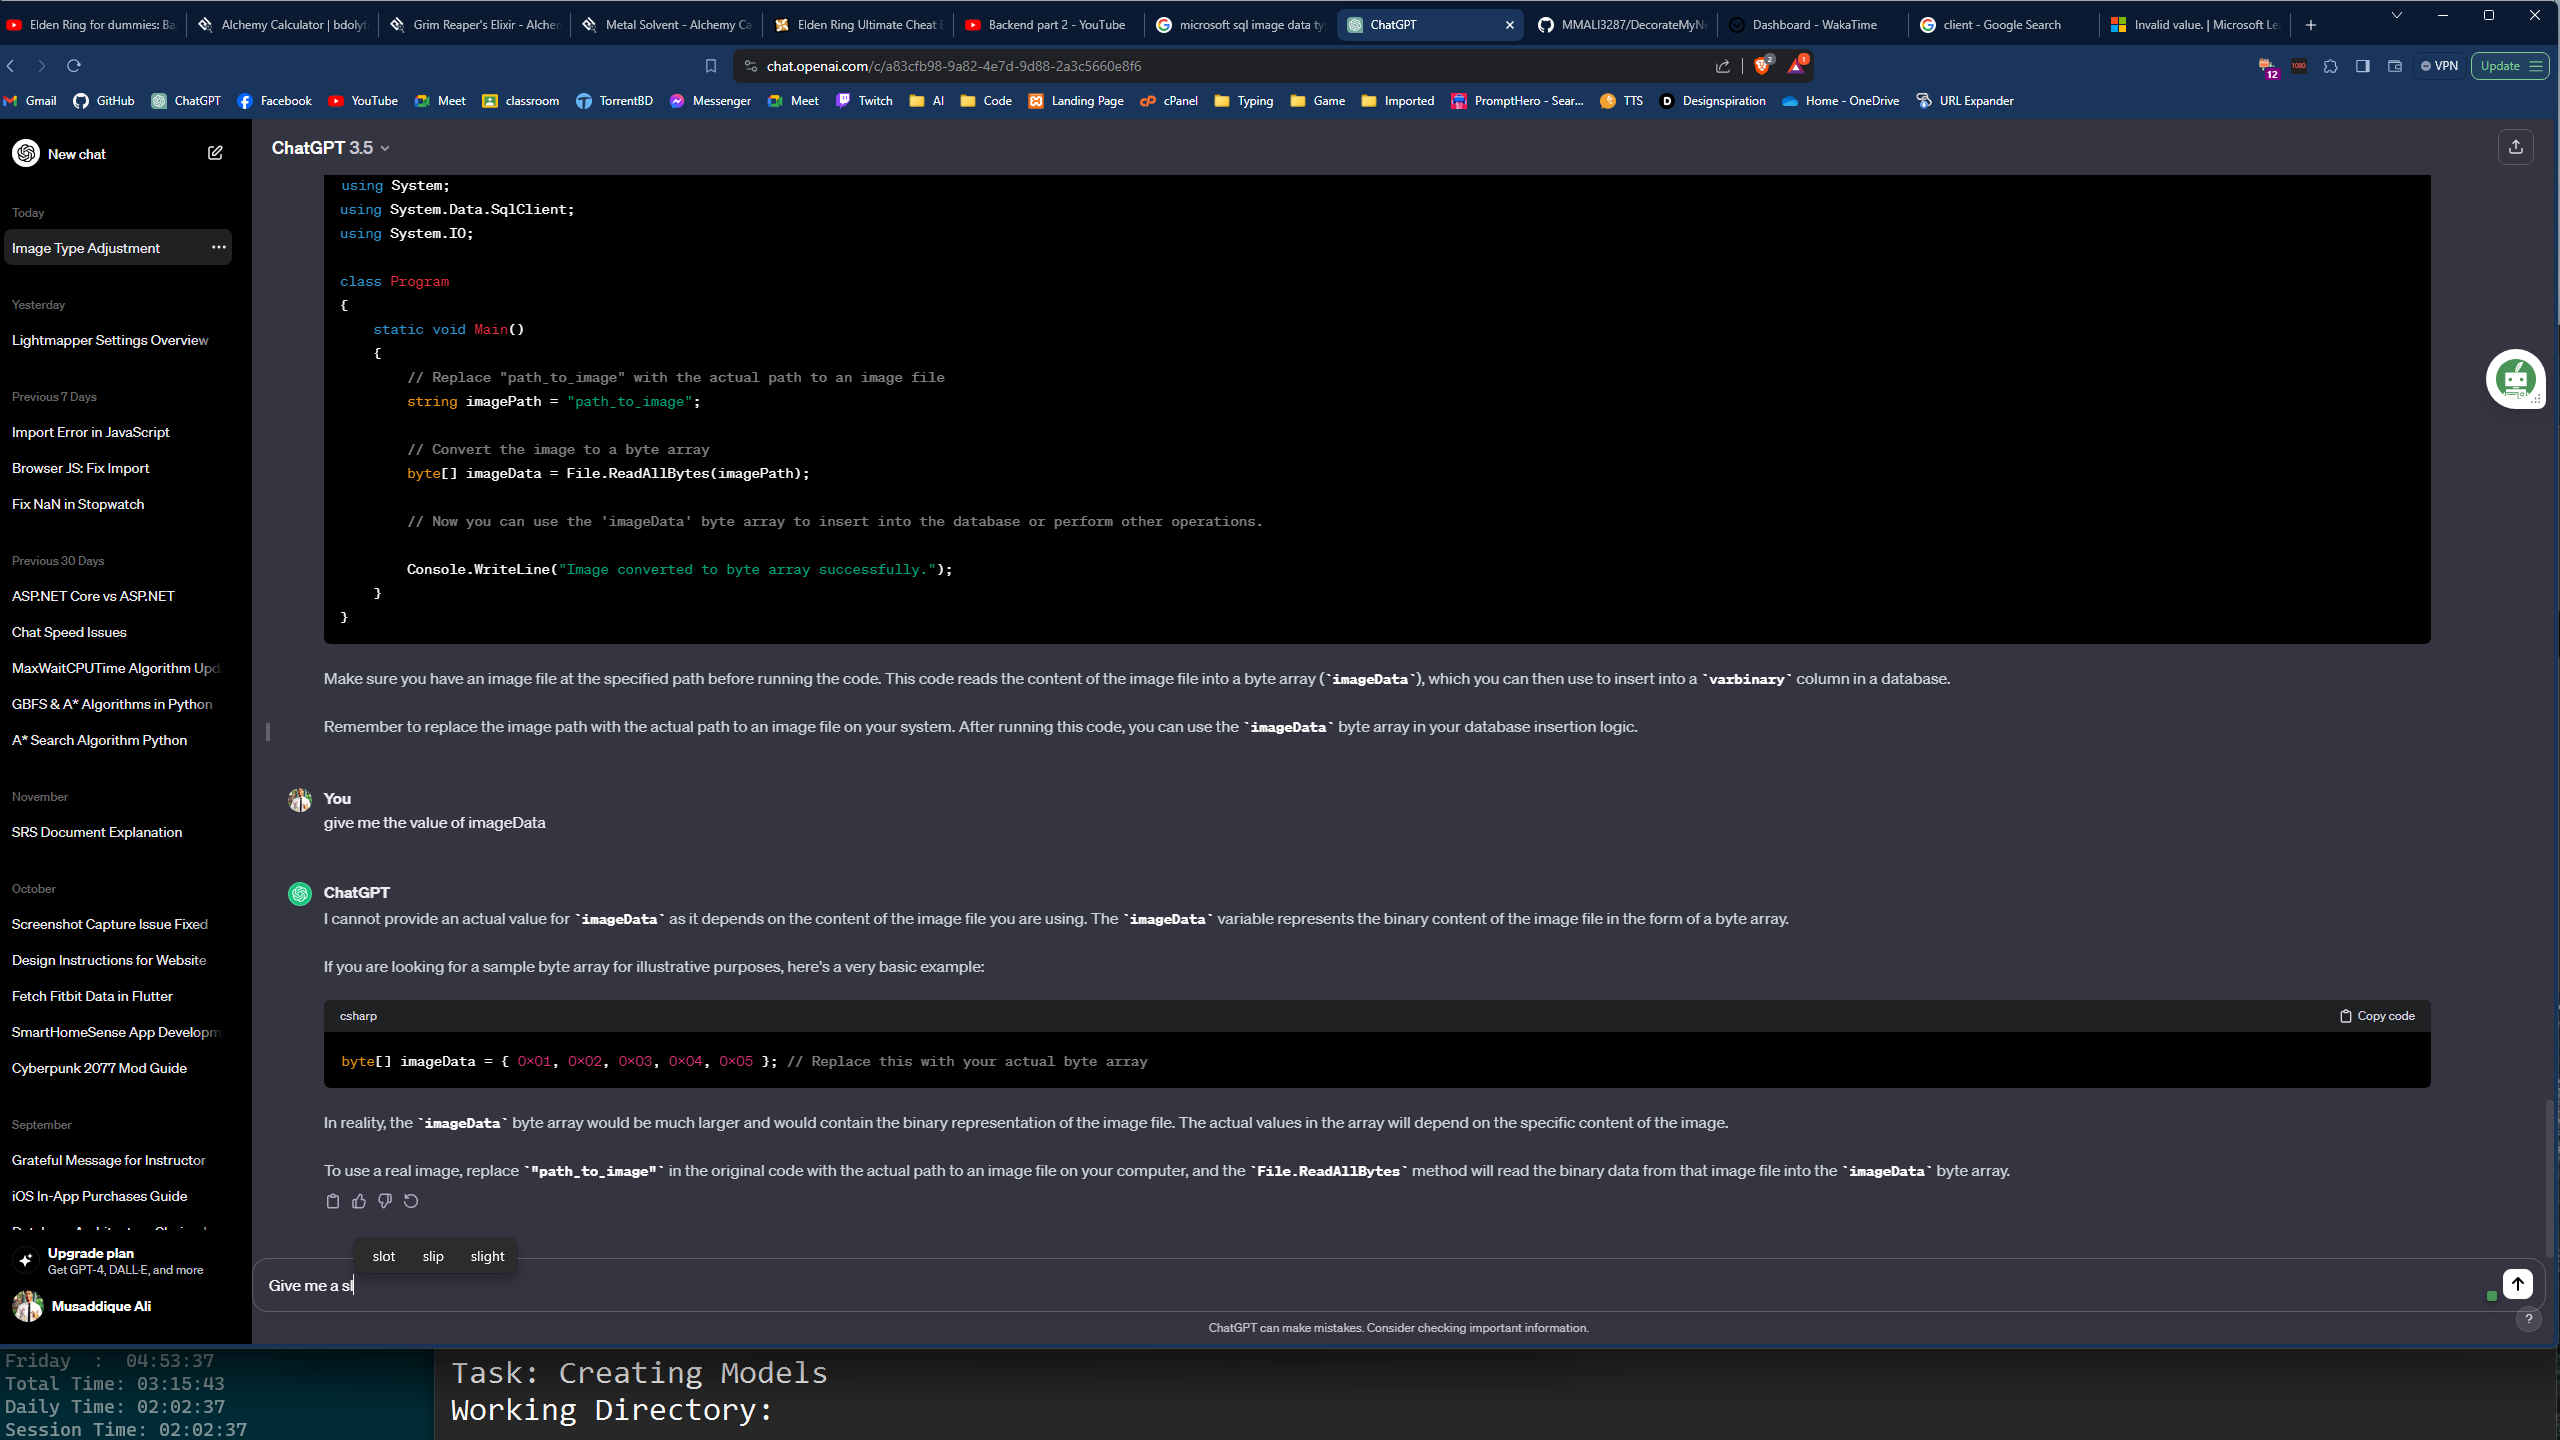 Elden Ring for dummies: Ba
Alchemy Calculator | bdolyti
Grim Reaper's Elixir - Alchem
Metal Solvent - Alchemy Ca
Elden Ring Ultimate Cheat
Backend part 2 - YouTube
microsoft sql image data ty
ChatGPT
MMALI3287/DecorateMyNe
Dashboard - WakaTime
client - Google Search
Invalid value. | Microsoft Le
chat.openai.com/c/a83cfb98-9a82-4e7d-9d88-2a3c5660e8f6
2
1
12
1080
VPN
Update
Gmail
GitHub
ChatGPT
Facebook
YouTube
Meet
classroom
TorrentBD
Messenger
Meet
Twitch
AI
Code
Landing Page
cPanel
Typing
Game
Imported
PromptHero - Sear...
TTS
Designspiration
Home - OneDrive
URL Expander
New chat
Today
Image Type Adjustment
Yesterday
Lightmapper Settings Overview
Previous 7 Days
Import Error in JavaScript
Browser JS: Fix Import
Fix NaN in Stopwatch
Previous 30 Days
ASP.NET Core vs ASP.NET
Chat Speed Issues
MaxWaitCPUTime Algorithm Upd
GBFS & A* Algorithms in Python
A* Search Algorithm Python
November
SRS Document Explanation
October
Screenshot Capture Issue Fixed
Design Instructions for Website
Fetch Fitbit Data in Flutter
SmartHomeSense App Developm
Cyberpunk 2077 Mod Guide
September
Grateful Message for Instructor
iOS In-App Purchases Guide
Upgrade plan
Get GPT-4, DALL·E, and more
Musaddique Ali
ChatGPT 3.5
using System;
using System.Data.SqlClient;
using System.IO;
class Program
{
static void Main()
{
// Replace "path_to_image" with the actual path to an image file
string imagePath = "path_to_image";
// Convert the image to a byte array
byte[] imageData = File.ReadAllBytes(imagePath);
// Now you can use the 'imageData' byte array to insert into the database or perform other operations.
Console.WriteLine("Image converted to byte array successfully.");
}
}
Make sure you have an image file at the specified path before running the code. This code reads the content of the image file into a byte array (`imageData`), which you can then use to insert into a `varbinary` column in a database.
Remember to replace the image path with the actual path to an image file on your system. After running this code, you can use the `imageData` byte array in your database insertion logic.
You
give me the value of imageData
ChatGPT
I cannot provide an actual value for `imageData` as it depends on the content of the image file you are using. The `imageData` variable represents the binary content of the image file in the form of a byte array.
If you are looking for a sample byte array for illustrative purposes, here's a very basic example:
csharp
Copy code
byte[] imageData = { 0x01, 0x02, 0x03, 0x04, 0x05 }; // Replace this with your actual byte array
In reality, the `imageData` byte array would be much larger and would contain the binary representation of the image file. The actual values in the array will depend on the specific content of the image.
To use a real image, replace `"path_to_image"` in the original code with the actual path to an image file on your computer, and the `File.ReadAllBytes` method will read the binary data from that image file into the `imageData` byte array.
slot slip slight
Give me a sl
ChatGPT can make mistakes. Consider checking important information.
?
Friday : 04:53:37
Total Time: 03:15:43
Daily Time: 02:02:37
Session Time: 02:02:37
Task: Creating Models
Working Directory: